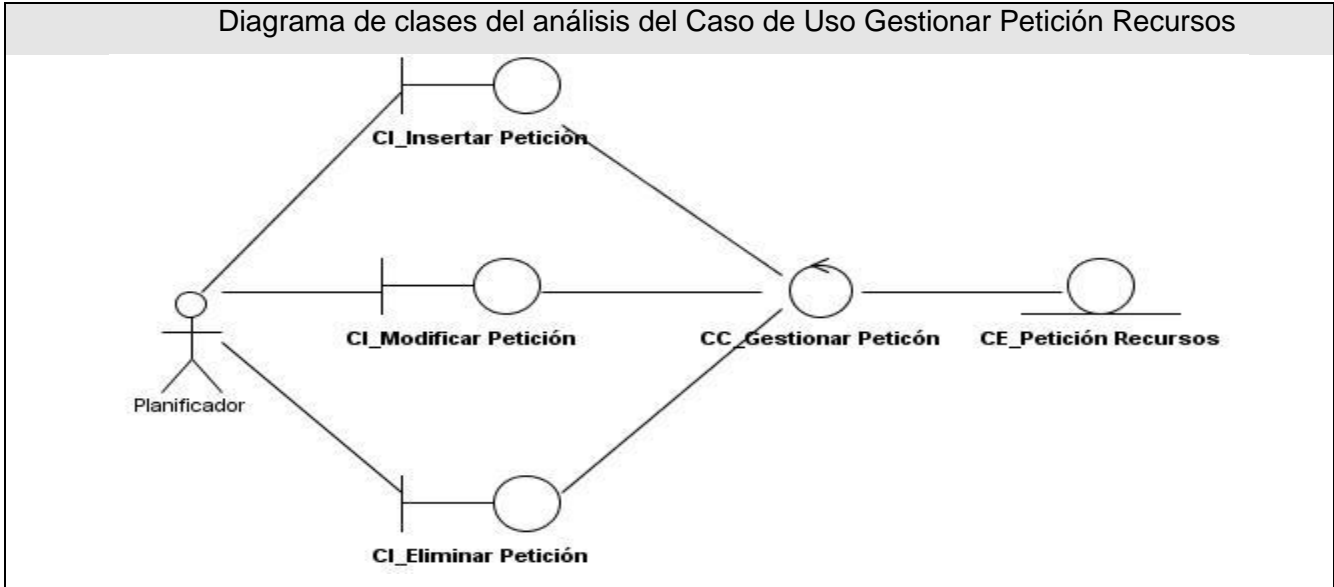 Diagrama de clases del análisis del Caso de Uso Gestionar Petición Recursos
CI_Insertar Petición
CI_Modificar Petición
CC_Gestionar Peticón
CE_Petición Recursos
Planificador
CI_Eliminar Petición